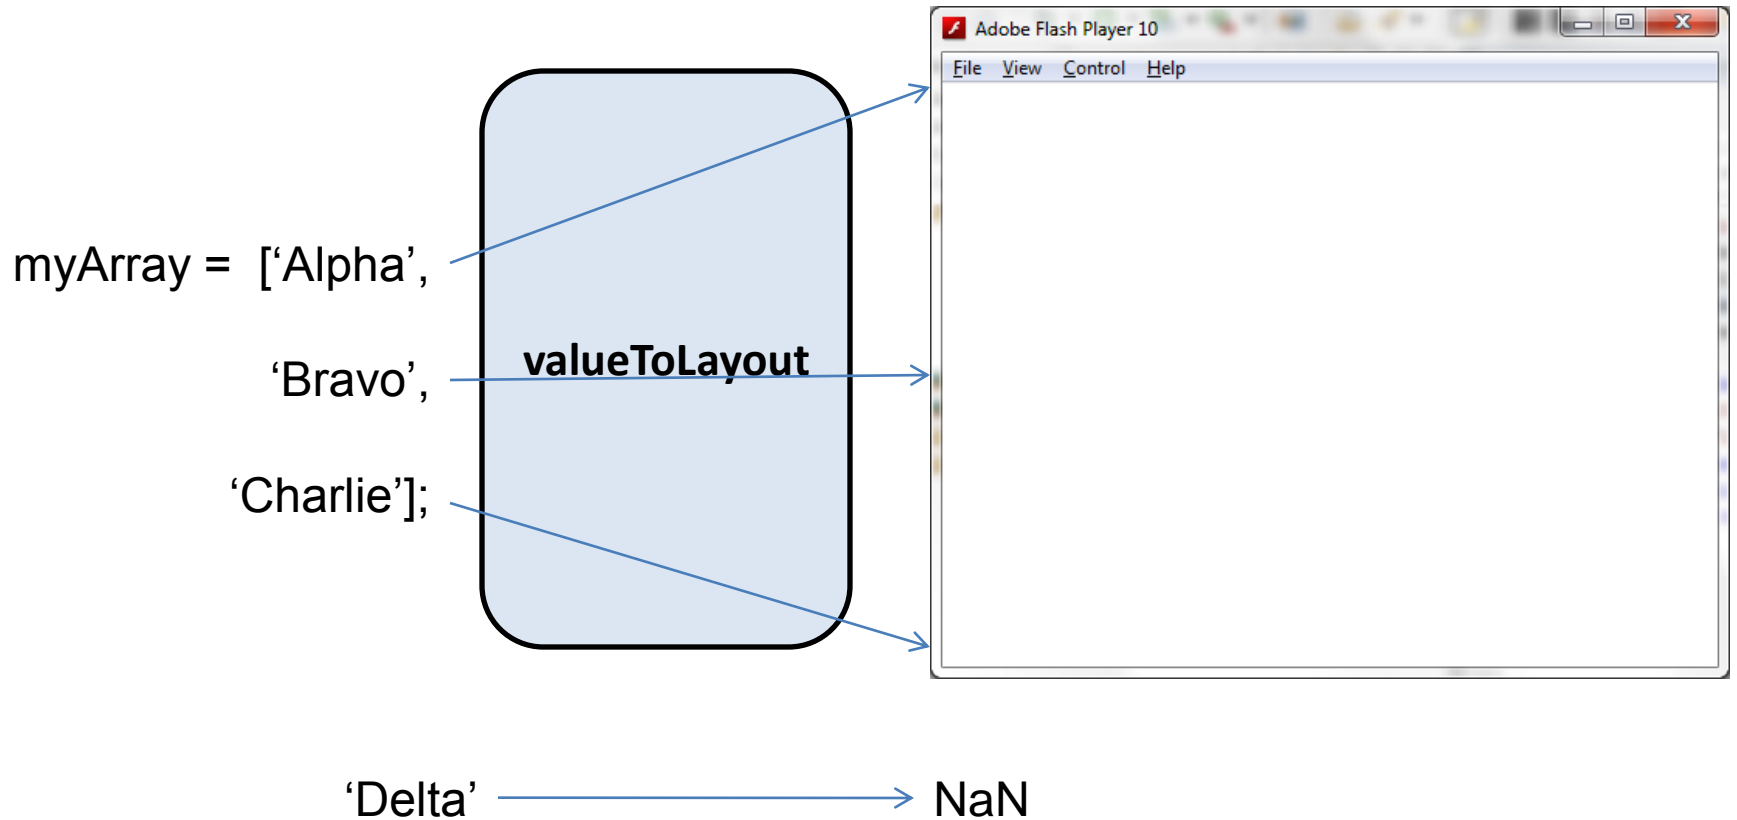 Adobe Flash Player 10
File View Control Help
myArray = [‘Alpha’,
‘Bravo’,
‘Charlie’];
valueToLayout
‘Delta’
NaN